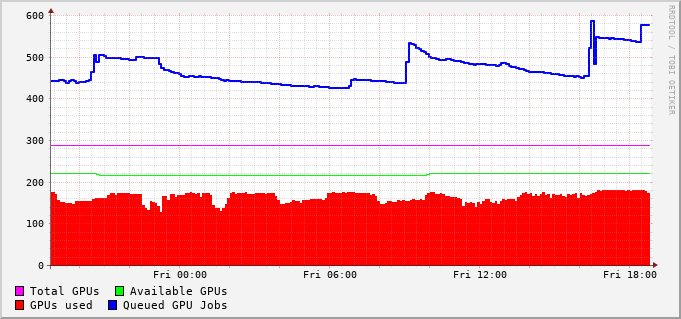 600
500
400
300
200
100
0
Fri 00:00 Fri 06:00 Fri 12:00 Fri 18:00
Total GPUs Available GPUs
GPUs used Queued GPU Jobs
RRDTOOL / TOBI OETIKER